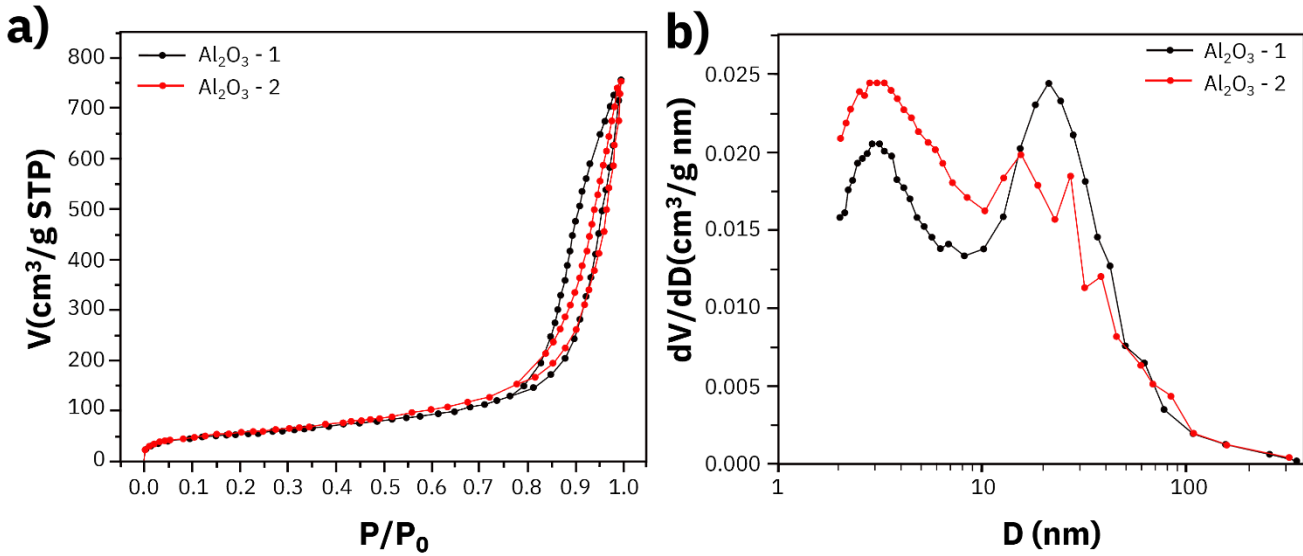 a)
Al₂O₃ - 1
Al₂O₃ - 2
V(cm³/g STP)
800
700
600
500
400
300
200
100
0
0.0 0.1 0.2 0.3 0.4 0.5 0.6 0.7 0.8 0.9 1.0
P/P₀
b)
Al₂O₃ - 1
Al₂O₃ - 2
dV/dD(cm³/g nm)
0.025
0.020
0.015
0.010
0.005
0.000
1 10 100
D (nm)